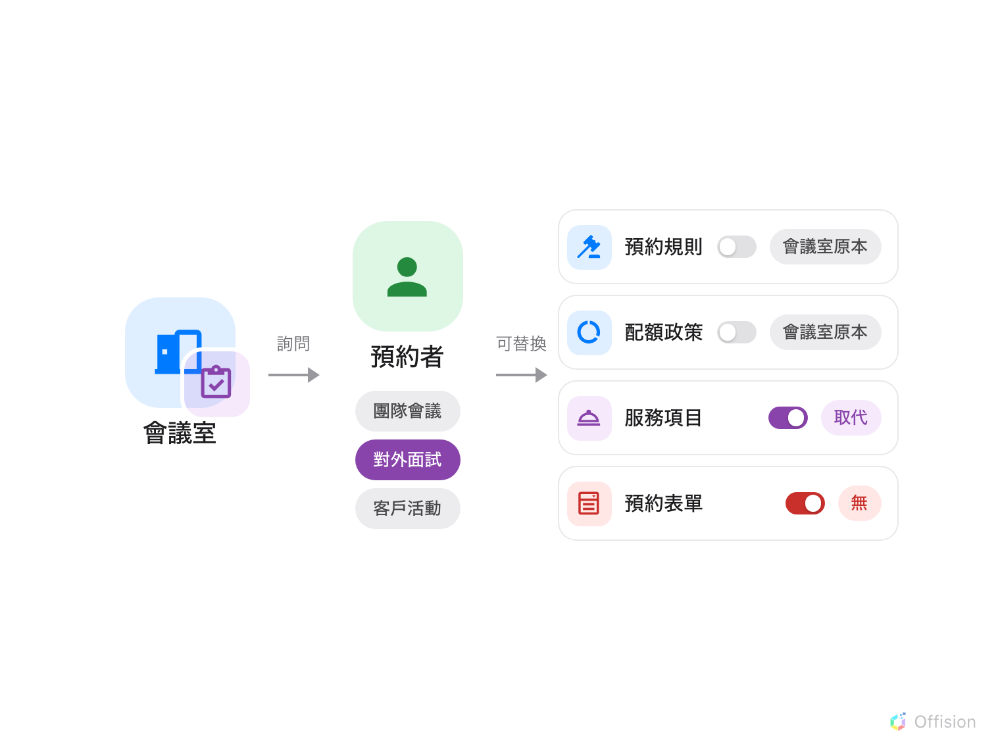 會議室
詢問
預約者
團隊會議
對外面試
客戶活動
可替換
預約規則
會議室原本
配額政策
會議室原本
服務項目
取代
預約表單
無
Offision